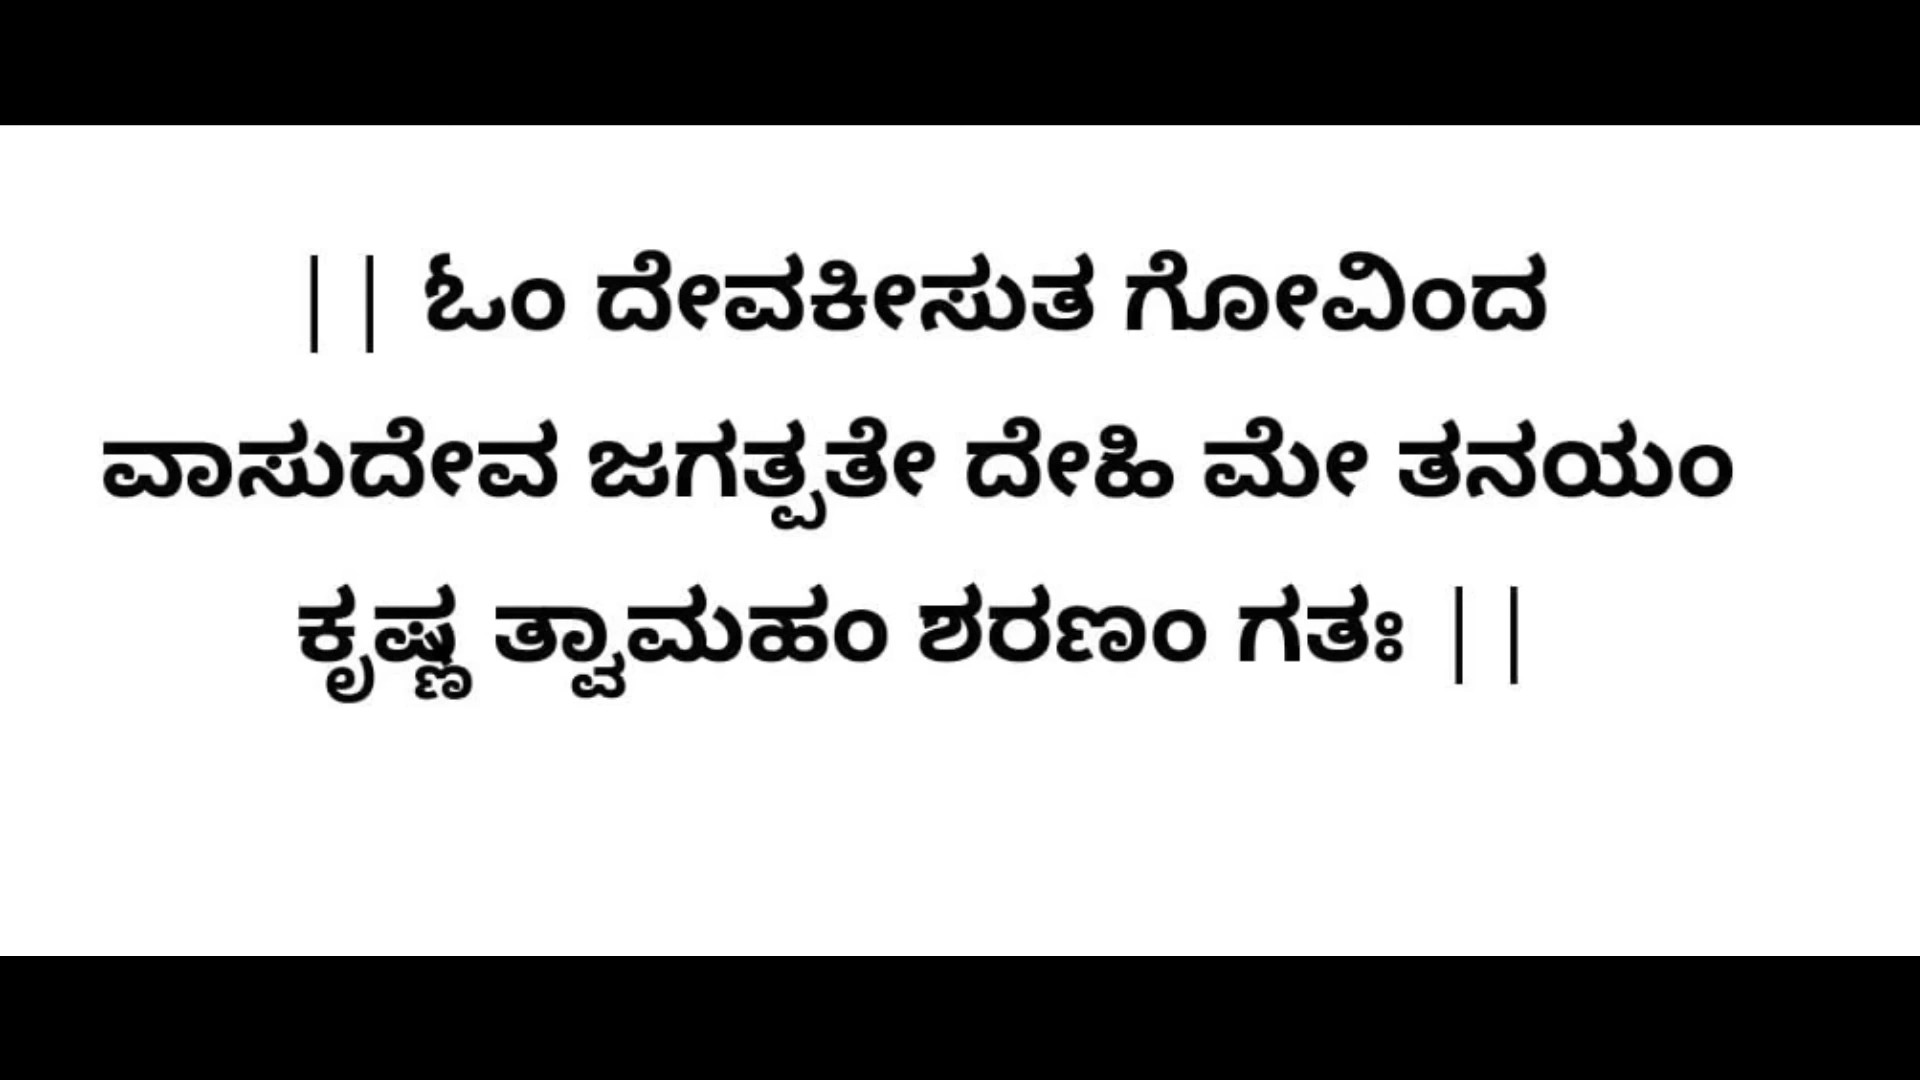 || ಓಂ ದೇವಕೀಸುತ ಗೋವಿಂದ
ವಾಸುದೇವ ಜಗತ್ಪತೇ ದೇಹಿ ಮೇ ತನಯಂ
ಕೃಷ್ಣ ತ್ವಾಮಹಂ ಶರಣಂ ಗತಃ ||